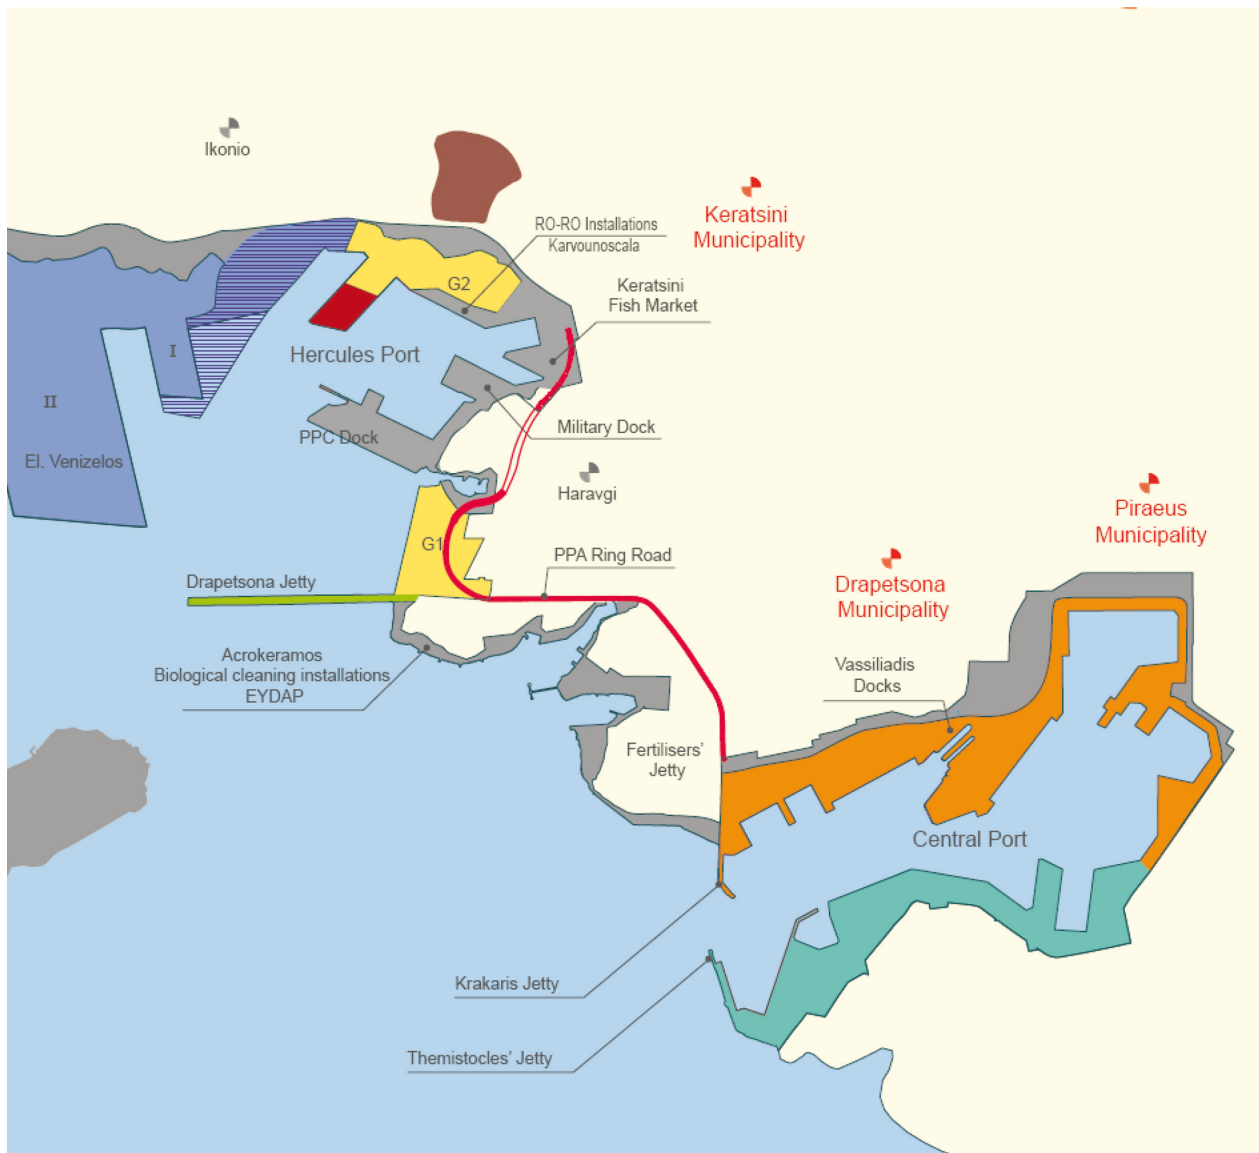 Ikonio
Keratsini
Municipality
RO-RO Installations
Karvounoscala
G2
Keratsini
Fish Market
Hercules Port
I
II
El. Venizelos
PPC Dock
Military Dock
Haravgi
Piraeus
Municipality
G1
PPA Ring Road
Drapetsona Jetty
Drapetsona
Municipality
Acrokeramos
Biological cleaning installations
EYDAP
Vassiliadis
Docks
Fertilisers’
Jetty
Central Port
Krakaris Jetty
Themistocles’ Jetty